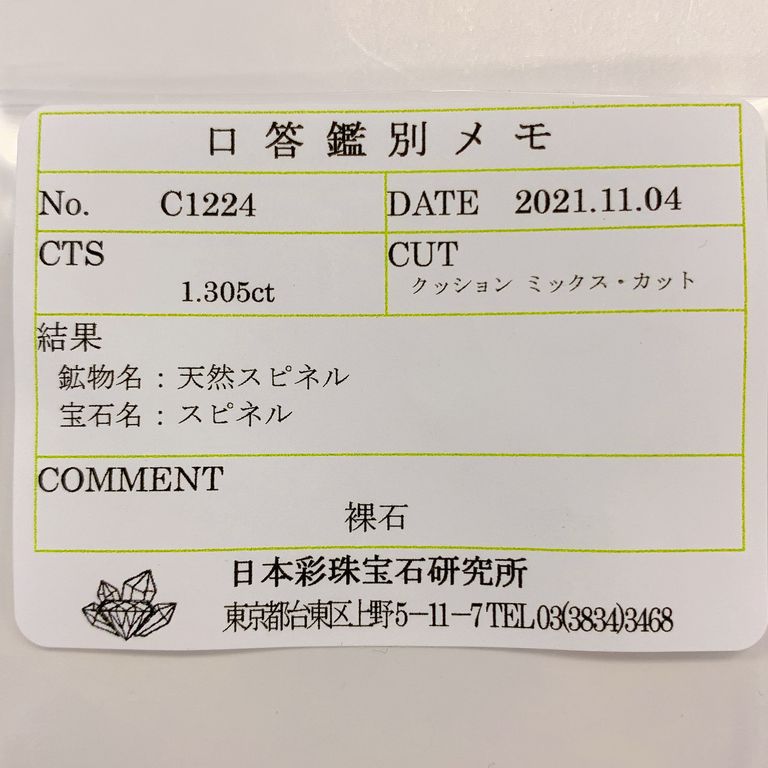 口答鑑別メモ
No. C1224
DATE 2021.11.04
CTS
1.305ct
CUT
クッション ミックス・カット
結果
鉱物名：天然スピネル
宝石名：スピネル
COMMENT
裸石
日本彩珠宝石研究所
東京都台東区上野5－11－7 TEL 03(3834)3468